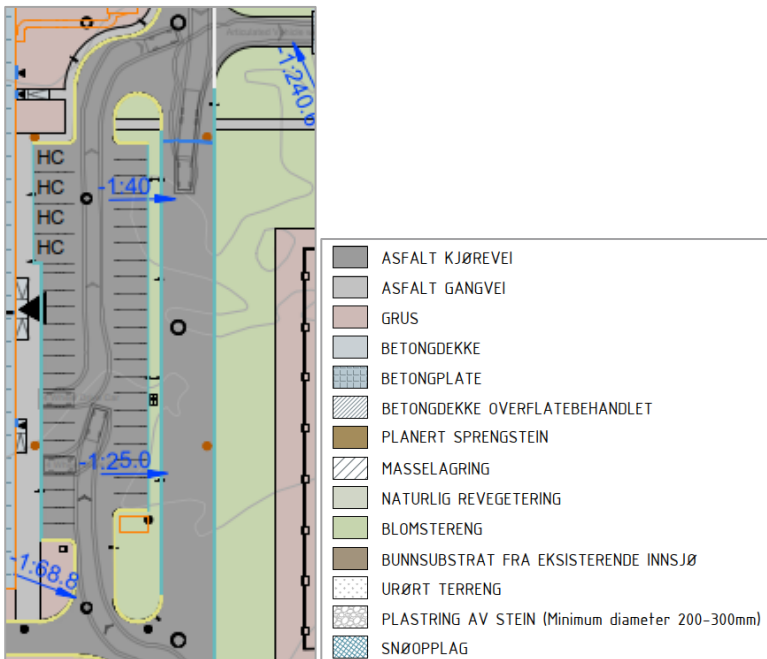 -1:240.6
HC
HC
-1:40
HC
HC
-1:25.0
-1:68.8
ASFALT KJØREVEI
ASFALT GANGVEI
GRUS
BETONGDEKKE
BETONGPLATE
BETONGDEKKE OVERFLATEBEHANDLET
PLANERT SPRENGSTEIN
MASSELAGRING
NATURLIG REVEGETERING
BLOMSTERENG
BUNNSUBSTRAT FRA EKSISTERENDE INNSJØ
URØRT TERRENG
PLASTRING AV STEIN (Minimum diameter 200-300mm)
SNØOPPLAG